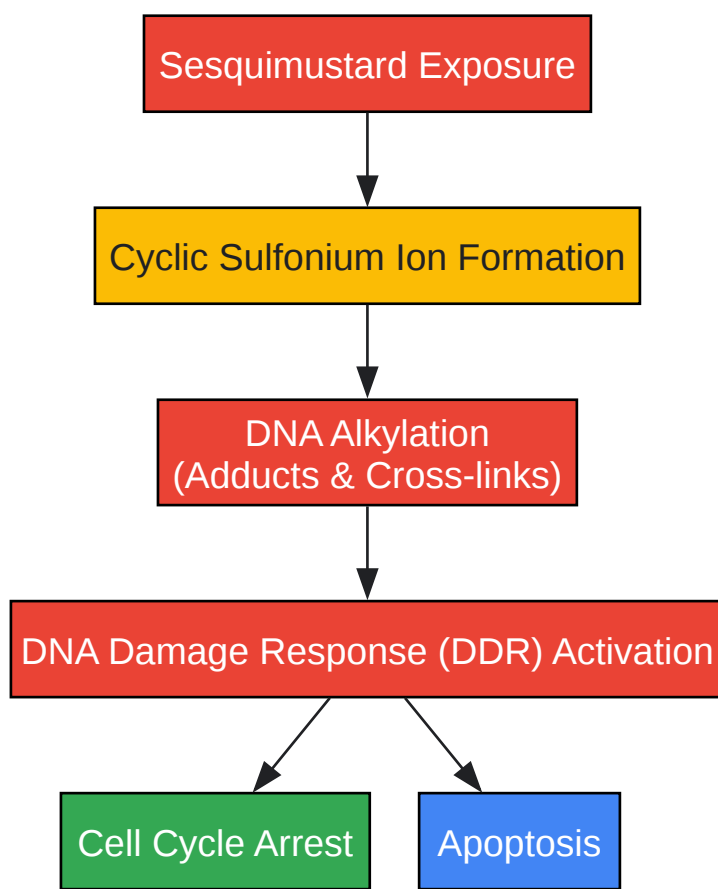 Sesquimustard Exposure
Cyclic Sulfonium Ion Formation
DNA Alkylation
(Adducts & Cross-links)
DNA Damage Response (DDR) Activation
Cell Cycle Arrest
Apoptosis